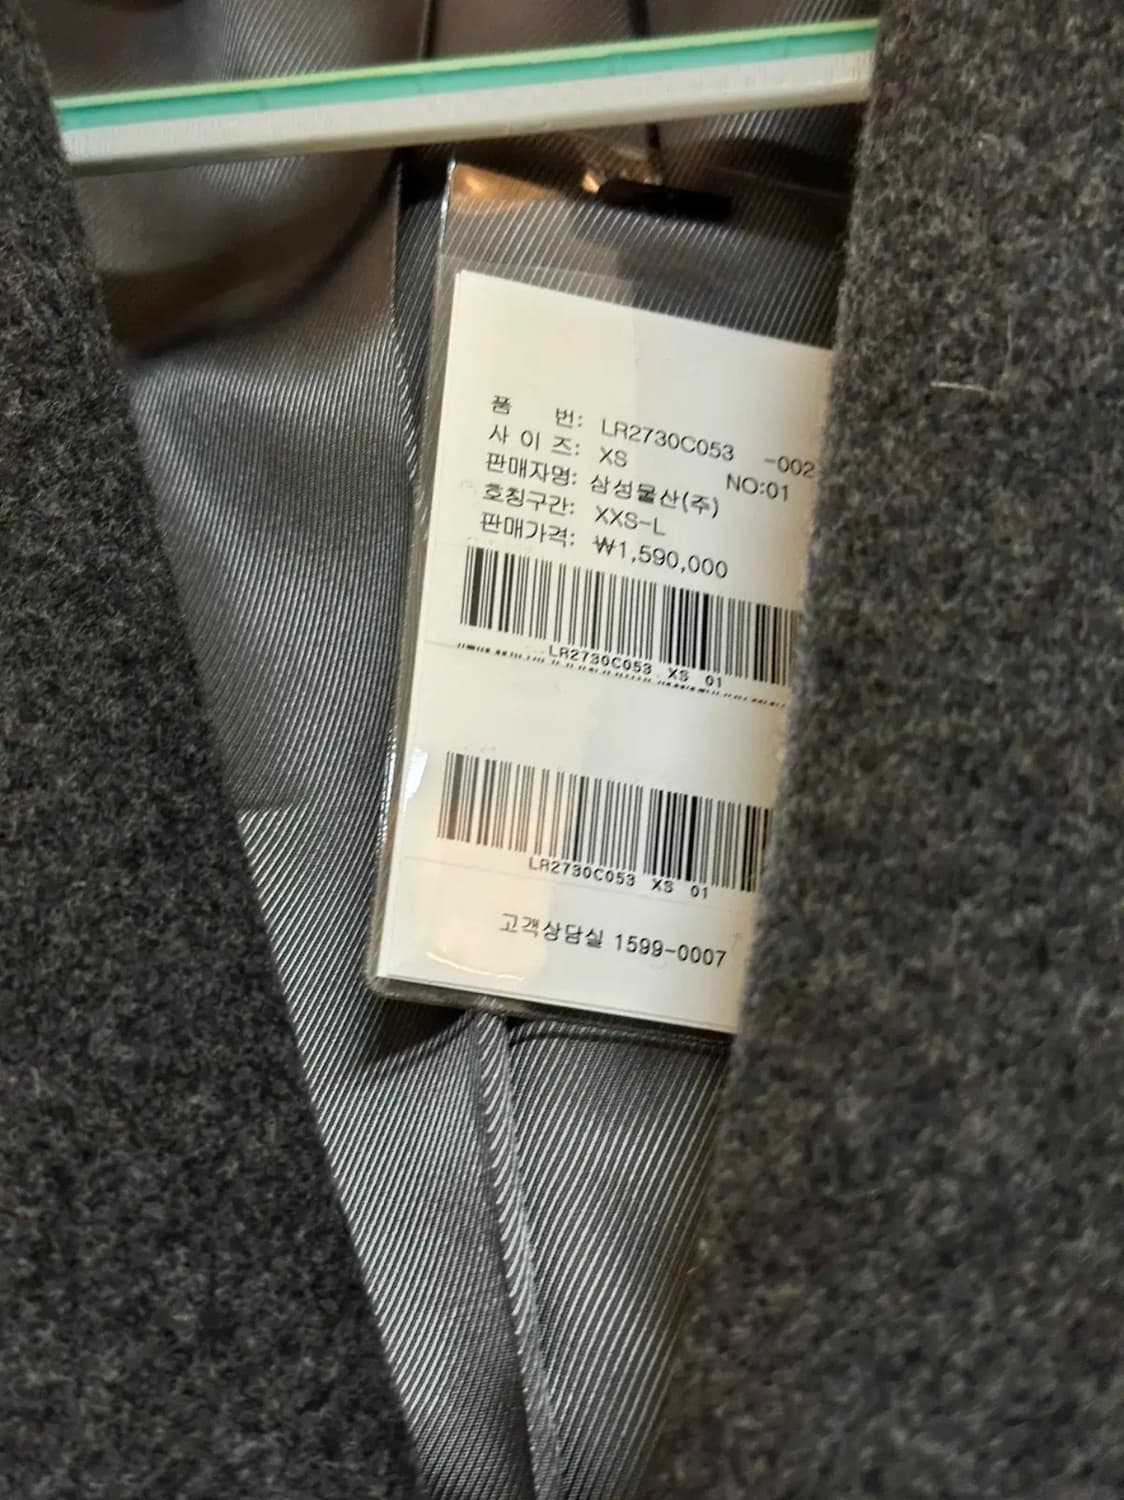 품 번: LR2730C053 -002
사 이 즈: XS NO:01
판매자명: 삼성물산(주)
호칭구간: XXS-L
판매가격: ₩1,590,000
LR2730C053 XS 01
LR2730C053 XS 01
고객상담실 1599-0007